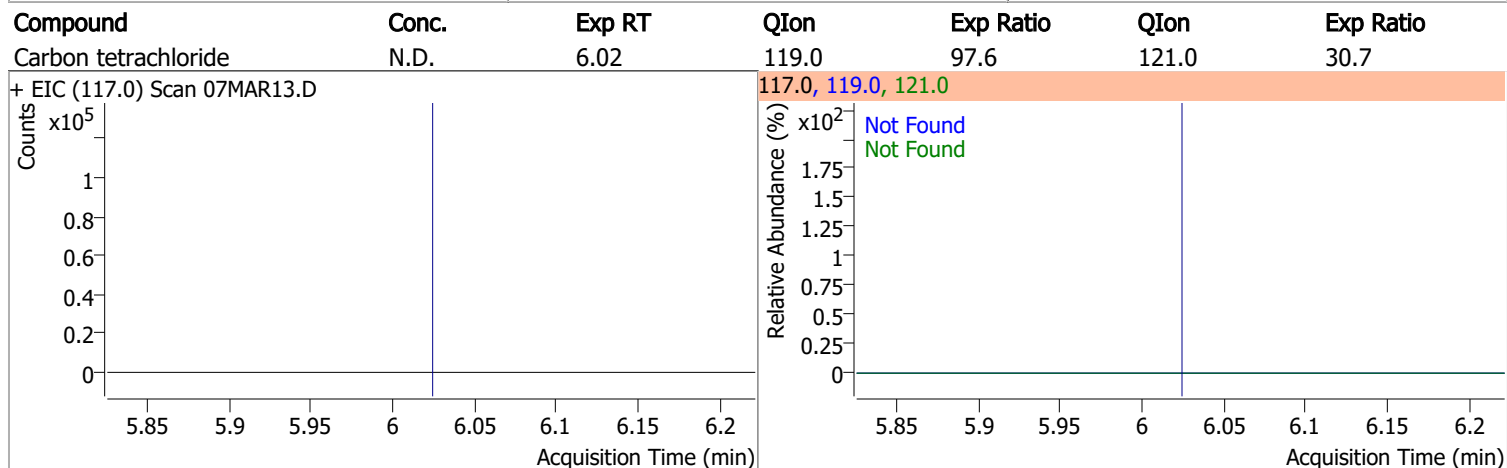 Compound Conc. Exp RT QIon Exp Ratio QIon Exp Ratio
Carbon tetrachloride N.D. 6.02 119.0 97.6 121.0 30.7
+ EIC (117.0) Scan 07MAR13.D
Counts
x10⁵
1
0.8
0.6
0.4
0.2
0
5.85 5.9 5.95 6 6.05 6.1 6.15 6.2
Acquisition Time (min)
117.0, 119.0, 121.0
Relative Abundance (%)
x10²
Not Found
Not Found
1.75
1.5
1.25
1
0.75
0.5
0.25
0
5.85 5.9 5.95 6 6.05 6.1 6.15 6.2
Acquisition Time (min)